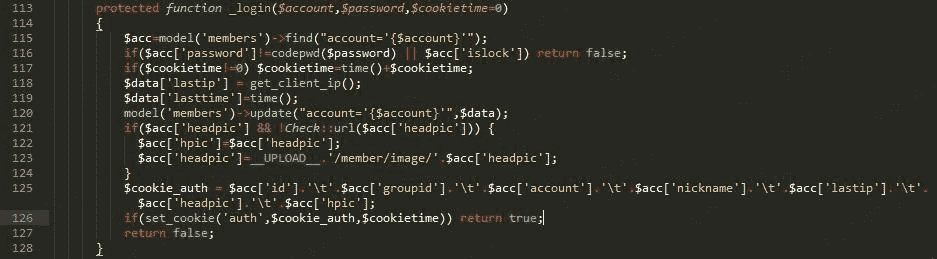 113 protected function _login($account,$password,$cookietime=0)
114 {
115 $acc=model('members')->find("account='{$account}'");
116 if($acc['password']!=codepwd($password) || $acc['islock']) return false;
117 if($cookietime!=0) $cookietime=time()+$cookietime;
118 $data['lastip'] = get_client_ip();
119 $data['lasttime']=time();
120 model('members')->update("account='{$account}'",$data);
121 if($acc['headpic'] && !Check::url($acc['headpic'])) {
122 $acc['hpic']=$acc['headpic'];
123 $acc['headpic']=__UPLOAD__.'/member/image/'.$acc['headpic'];
124 }
125 $cookie_auth = $acc['id'].'\t'.$acc['groupid'].'\t'.$acc['account'].'\t'.$acc['nickname'].'\t'.$acc['lastip'].'\t'.
$acc['headpic'].'\t'.$acc['hpic'];
126 if(set_cookie('auth',$cookie_auth,$cookietime)) return true;
127 return false;
128 }